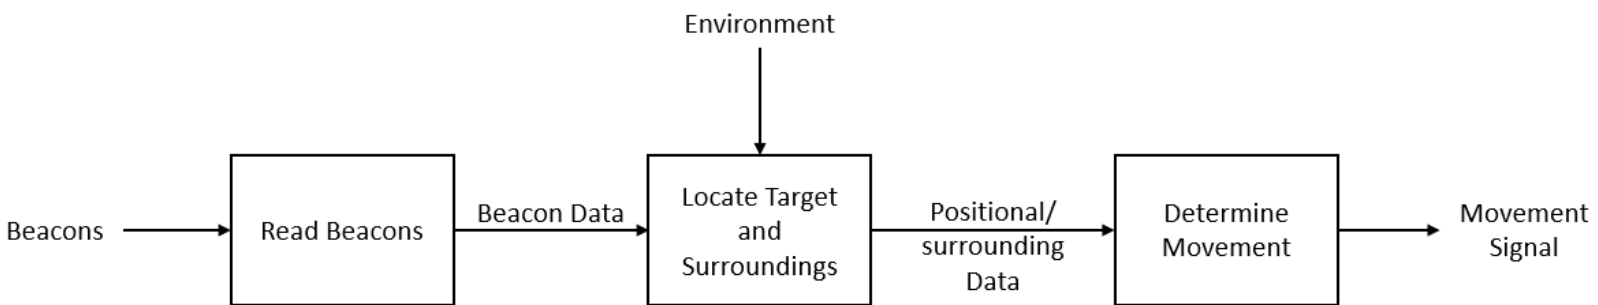 Environment
Beacons
Read Beacons
Beacon Data
Locate Target
and
Surroundings
Positional/
surrounding
Data
Determine
Movement
Movement
Signal